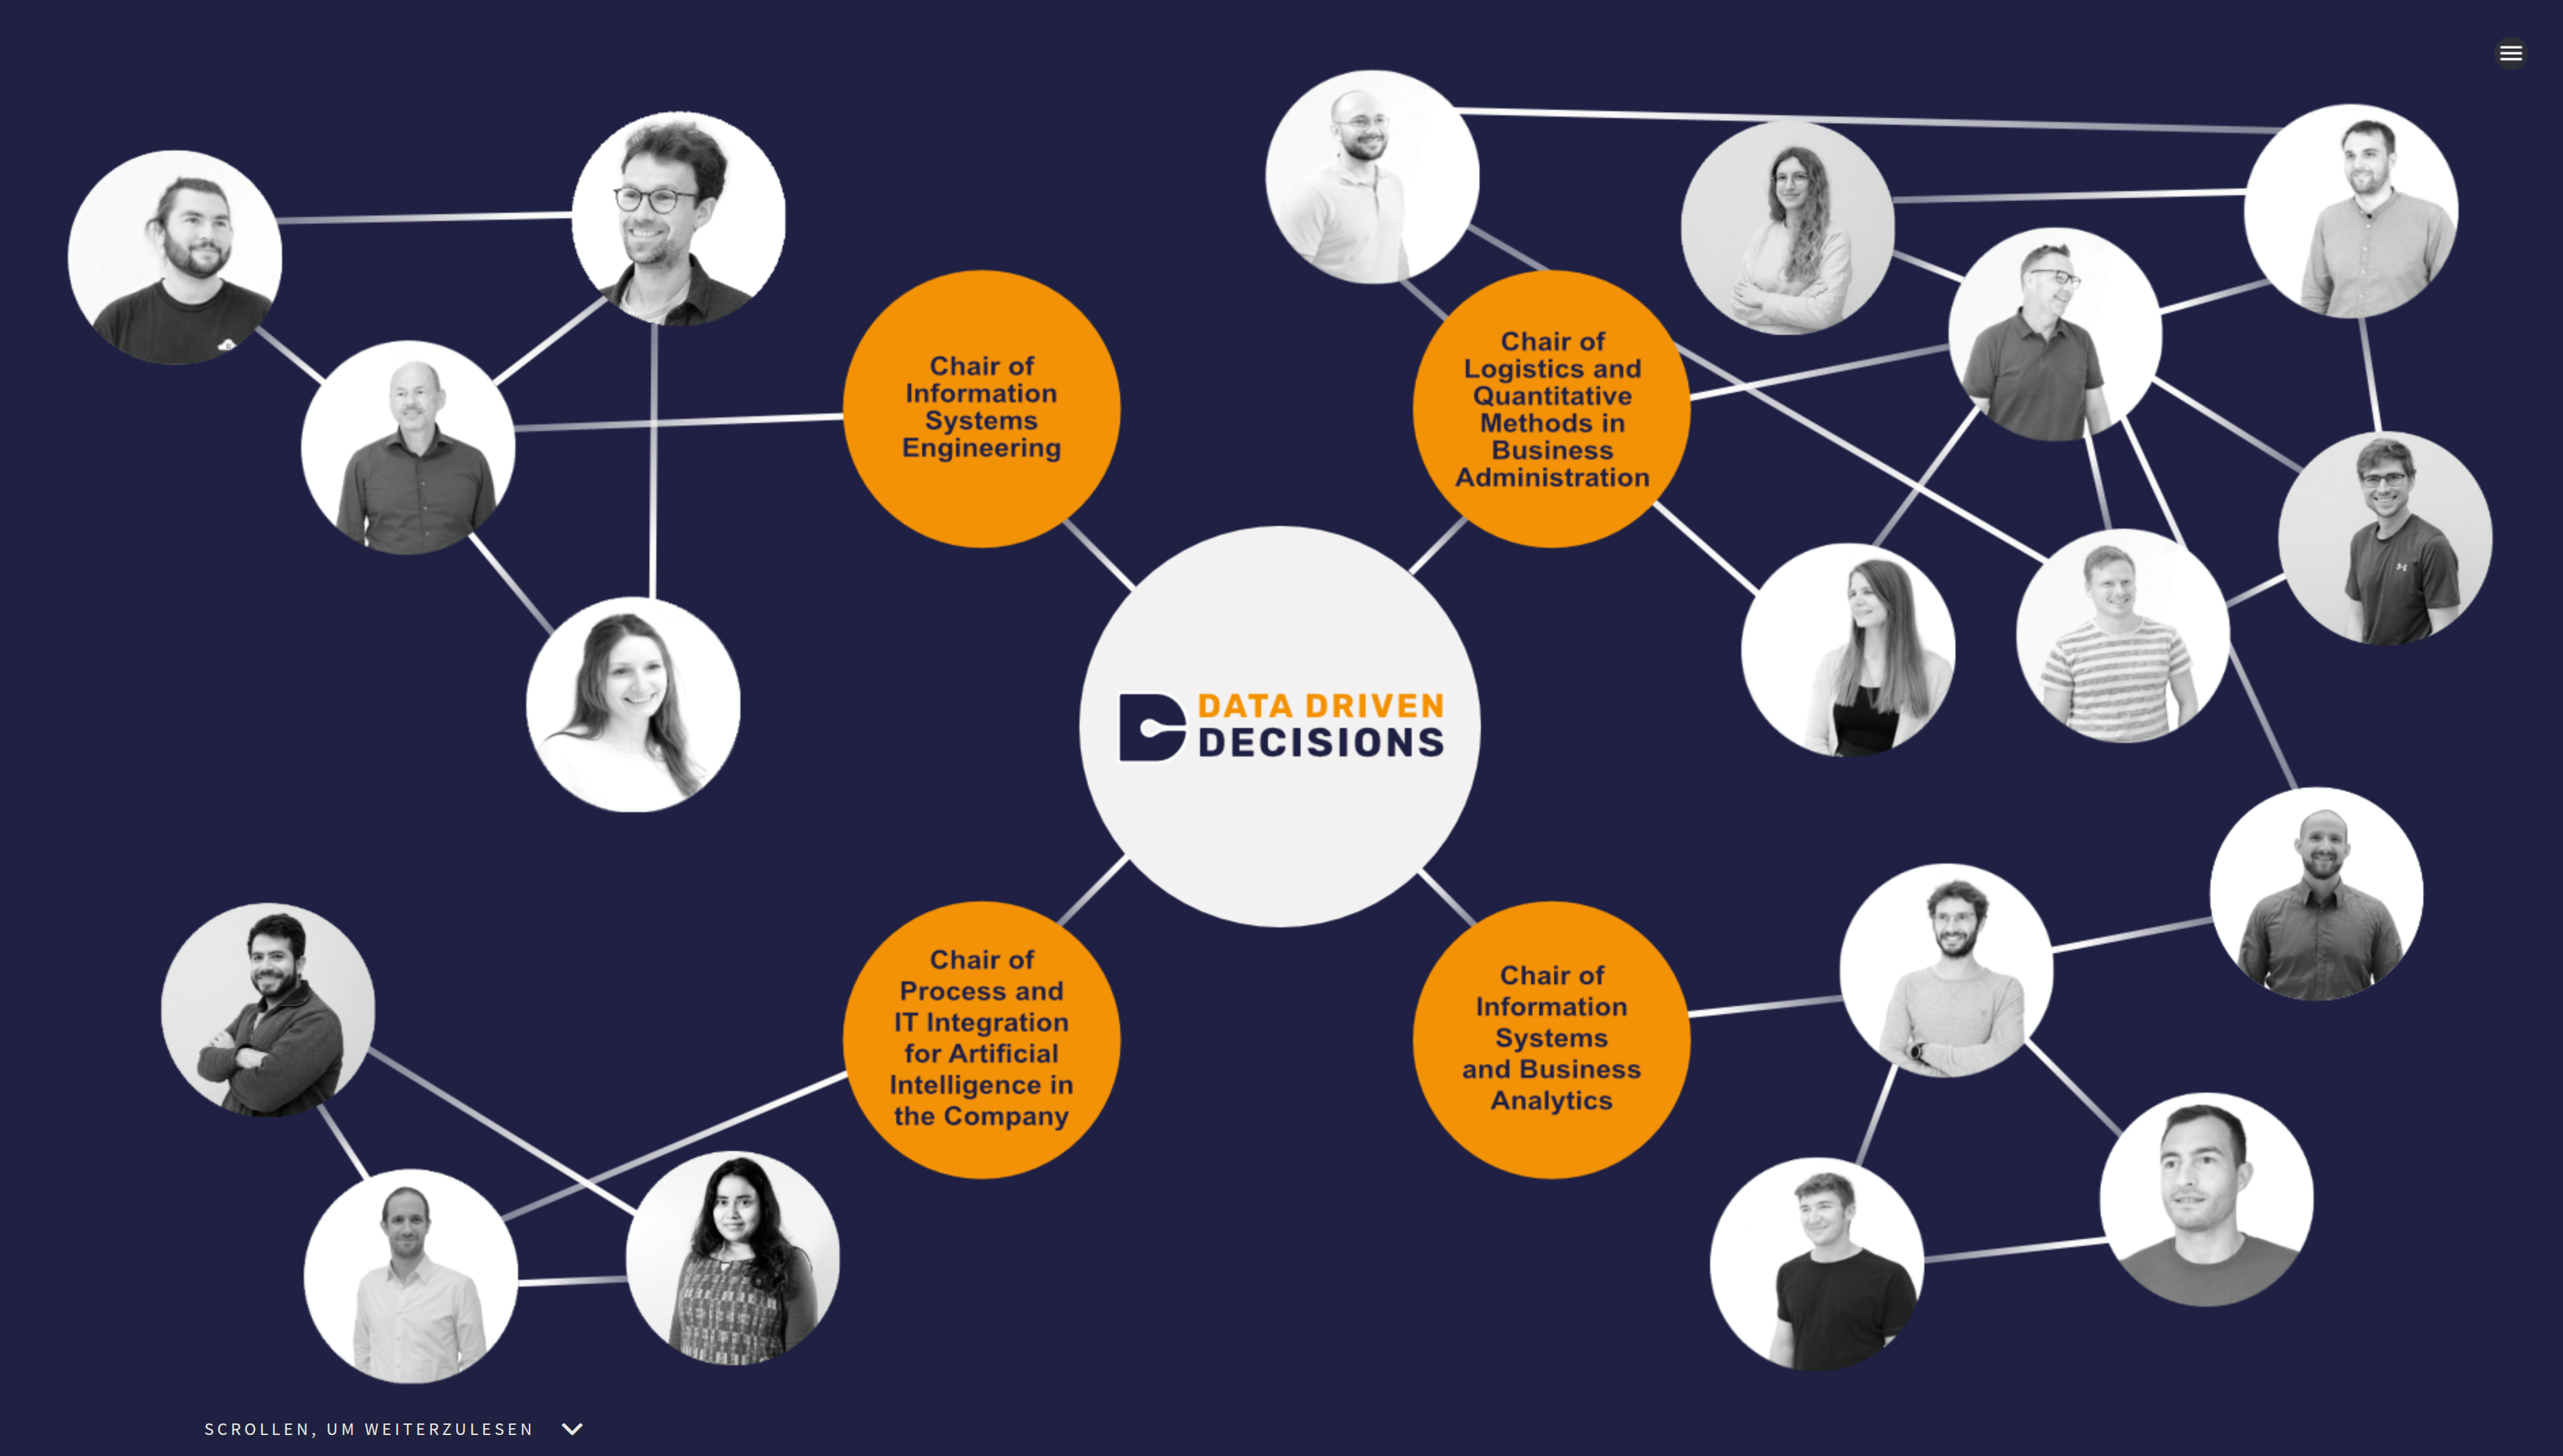 Chair of
Information
Systems
Engineering
Chair of
Logistics and
Quantitative
Methods in
Business
Administration
DATA DRIVEN
DECISIONS
Chair of
Process and
IT Integration
for Artificial
Intelligence in
the Company
Chair of
Information
Systems
and Business
Analytics
SCROLLEN, UM WEITERZULESEN